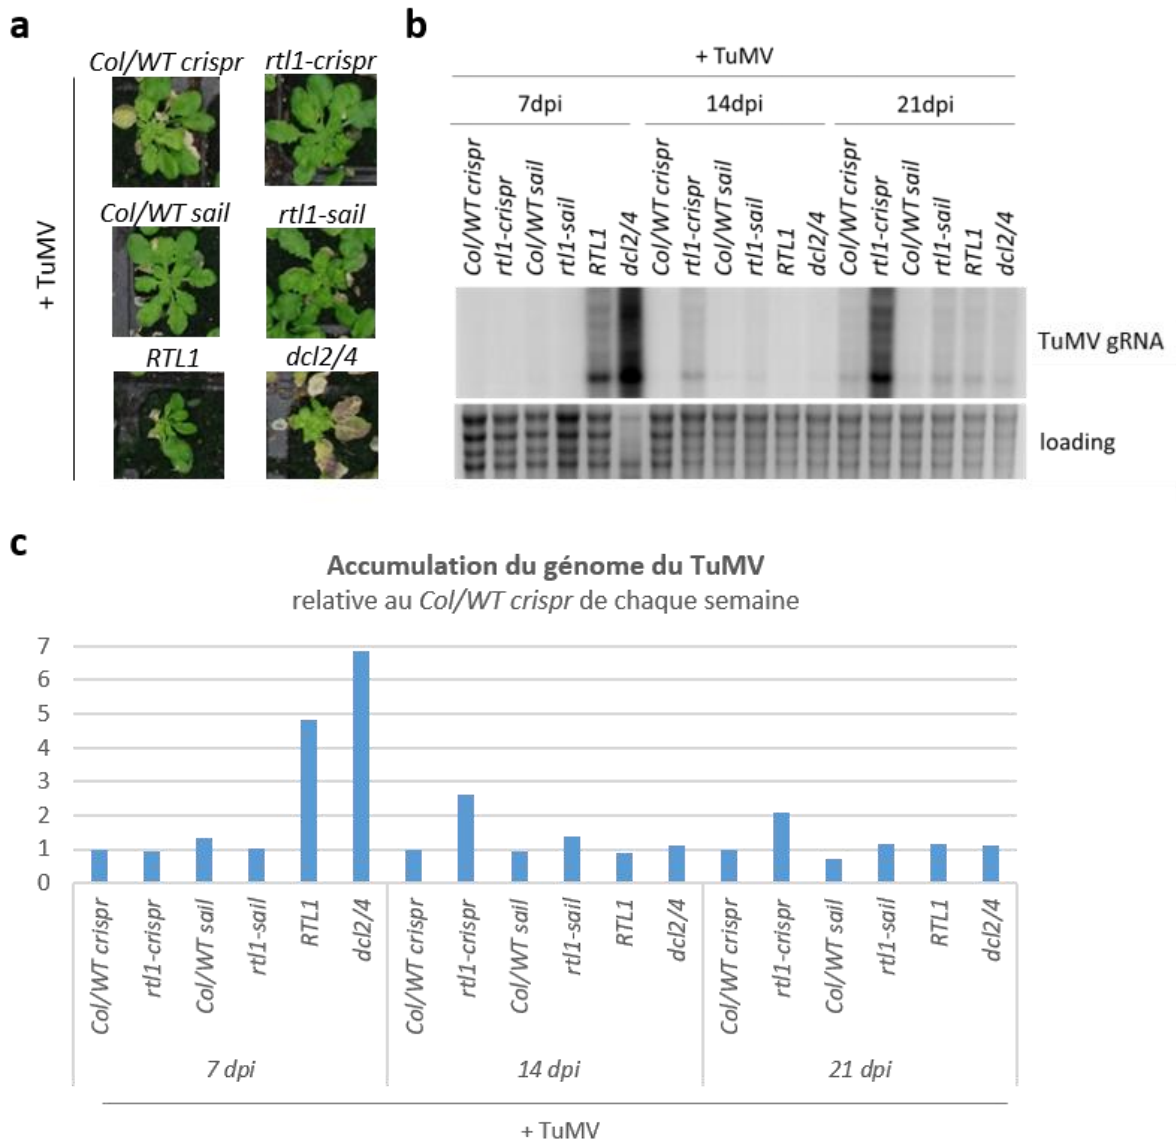 a
Col/WT crispr rtl1-crispr
Col/WT sail rtl1-sail
RTL1 dcl2/4
+ TuMV
b
+ TuMV
7dpi 14dpi 21dpi
Col/WT crispr rtl1-crispr Col/WT sail rtl1-sail RTL1 dcl2/4 Col/WT crispr rtl1-crispr Col/WT sail rtl1-sail RTL1 dcl2/4 Col/WT crispr rtl1-crispr Col/WT sail rtl1-sail RTL1 dcl2/4
TuMV gRNA
loading
c
Accumulation du génome du TuMV
relative au Col/WT crispr de chaque semaine
7
6
5
4
3
2
1
0
Col/WT crispr rtl1-crispr Col/WT sail rtl1-sail RTL1 dcl2/4 Col/WT crispr rtl1-crispr Col/WT sail rtl1-sail RTL1 dcl2/4 Col/WT crispr rtl1-crispr Col/WT sail rtl1-sail RTL1 dcl2/4
7 dpi 14 dpi 21 dpi
+ TuMV